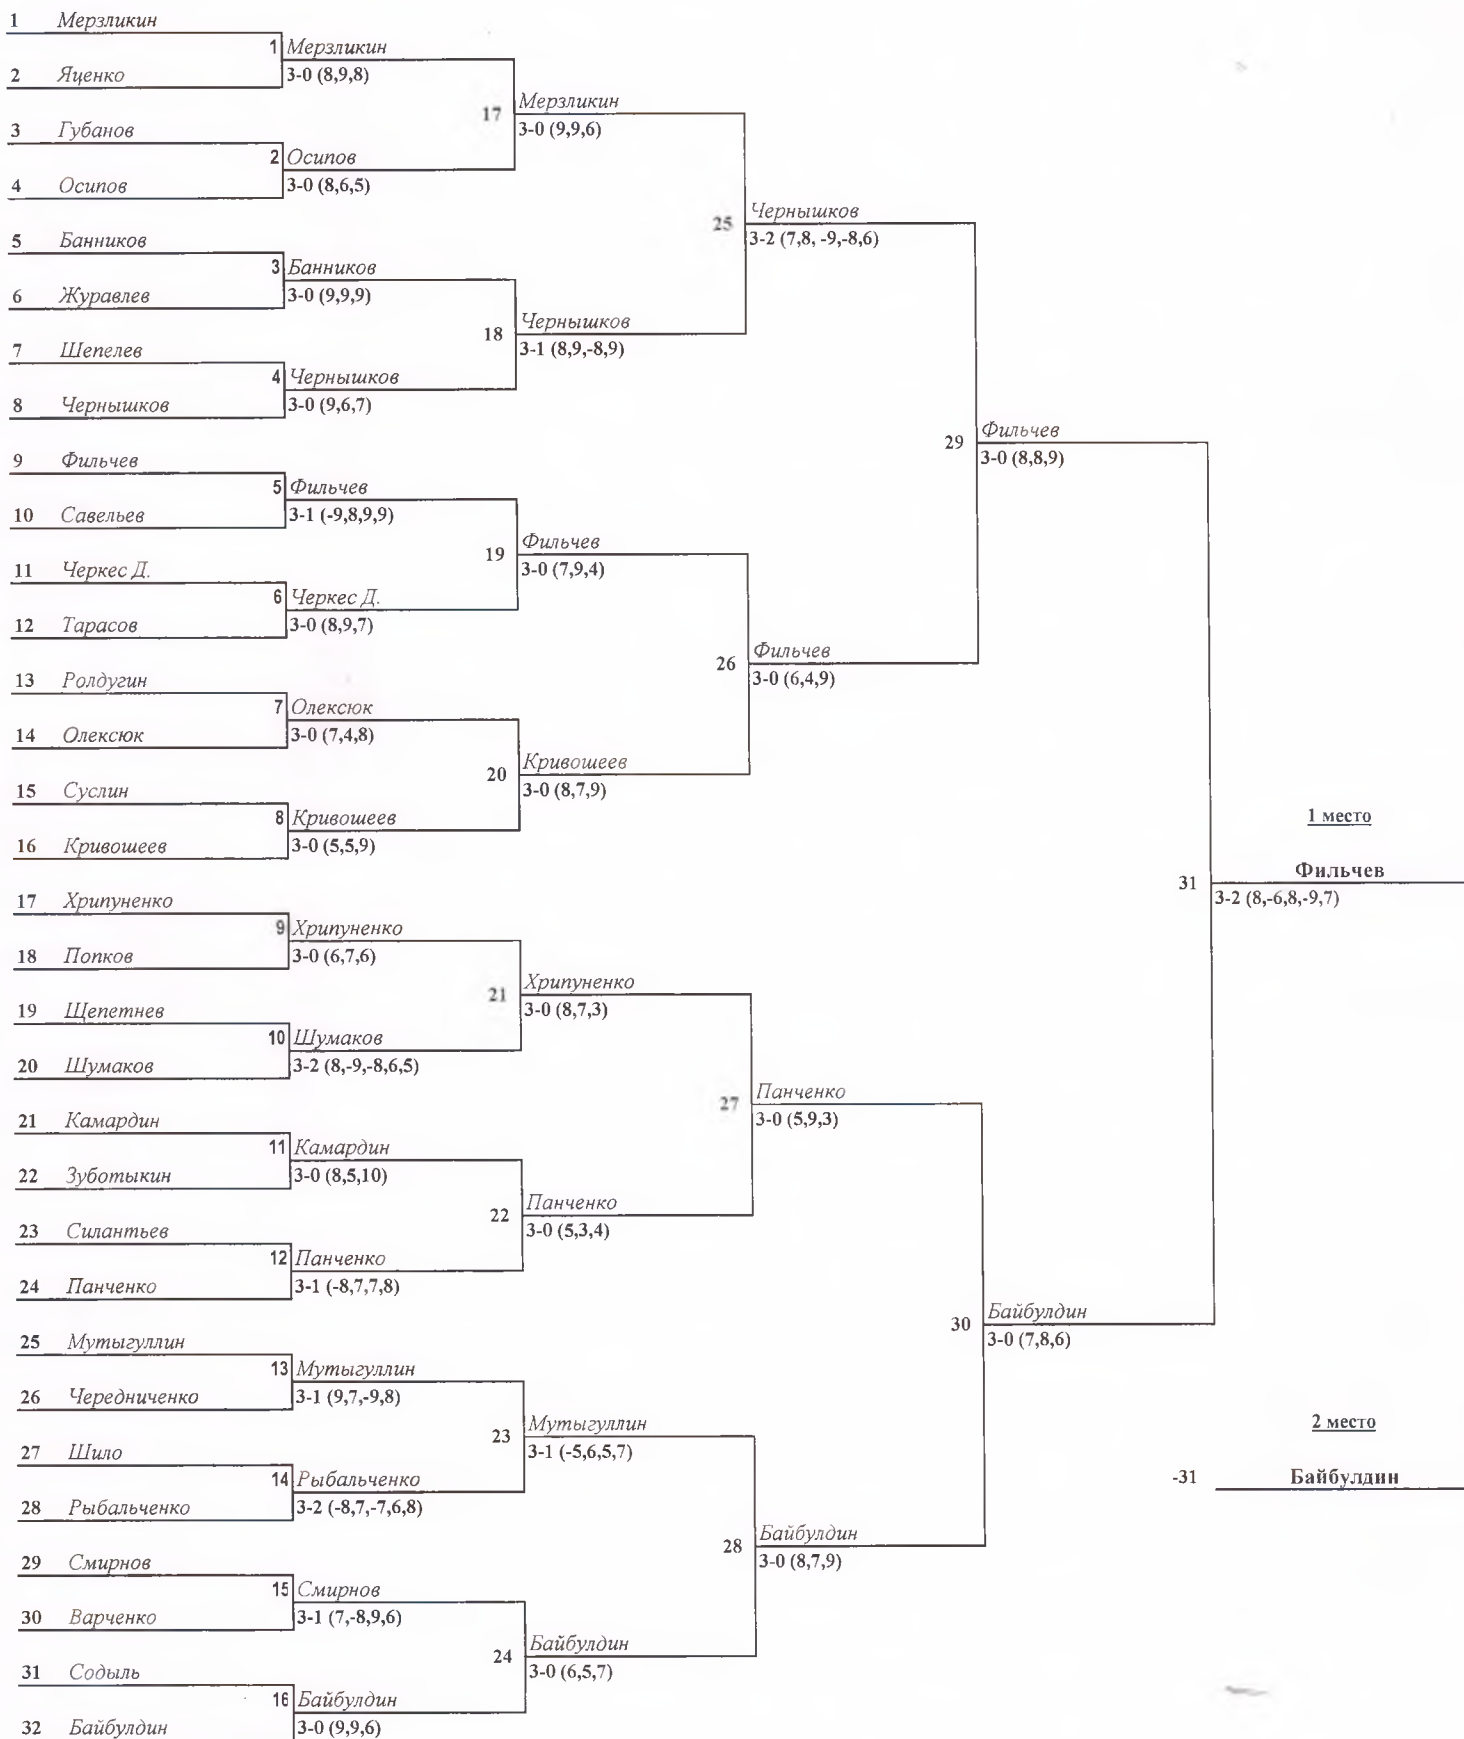 1 Мерзликин
1 Мерзликин
3-0 (8,9,8)
2 Яценко
17 Мерзликин
3-0 (9,9,6)
3 Губанов
2 Осипов
3-0 (8,6,5)
4 Осипов
25 Чернышков
3-2 (7,8, -9,-8,6)
5 Банников
3 Банников
3-0 (9,9,9)
6 Журавлев
18 Чернышков
3-1 (8,9,-8,9)
7 Шепелев
4 Чернышков
3-0 (9,6,7)
8 Чернышков
29 Фильчев
3-0 (8,8,9)
9 Фильчев
5 Фильчев
3-1 (-9,8,9,9)
10 Савельев
19 Фильчев
3-0 (7,9,4)
11 Черкес Д.
6 Черкес Д.
3-0 (8,9,7)
12 Тарасов
26 Фильчев
3-0 (6,4,9)
13 Ролдугин
7 Олексюк
3-0 (7,4,8)
14 Олексюк
20 Кривошеев
3-0 (8,7,9)
15 Суслин
8 Кривошеев
3-0 (5,5,9)
16 Кривошеев
1 место
Фильчев
31
3-2 (8,-6,8,-9,7)
17 Хрипуненко
9 Хрипуненко
3-0 (6,7,6)
18 Попков
21 Хрипуненко
3-0 (8,7,3)
19 Щепетнев
10 Шумаков
3-2 (8,-9,-8,6,5)
20 Шумаков
27 Панченко
3-0 (5,9,3)
21 Камардин
11 Камардин
3-0 (8,5,10)
22 Зуботыкин
22 Панченко
3-0 (5,3,4)
23 Силантьев
12 Панченко
3-1 (-8,7,7,8)
24 Панченко
30 Байбулдин
3-0 (7,8,6)
25 Мутыгуллин
13 Мутыгуллин
3-1 (9,7,-9,8)
26 Чередниченко
23 Мутыгуллин
3-1 (-5,6,5,7)
2 место
27 Шило
14 Рыбальченко
3-2 (-8,7,-7,6,8)
-31 Байбулдин
28 Рыбальченко
28 Байбулдин
3-0 (8,7,9)
29 Смирнов
15 Смирнов
3-1 (7,-8,9,6)
30 Варченко
24 Байбулдин
3-0 (6,5,7)
31 Содыль
16 Байбулдин
3-0 (9,9,6)
32 Байбулдин